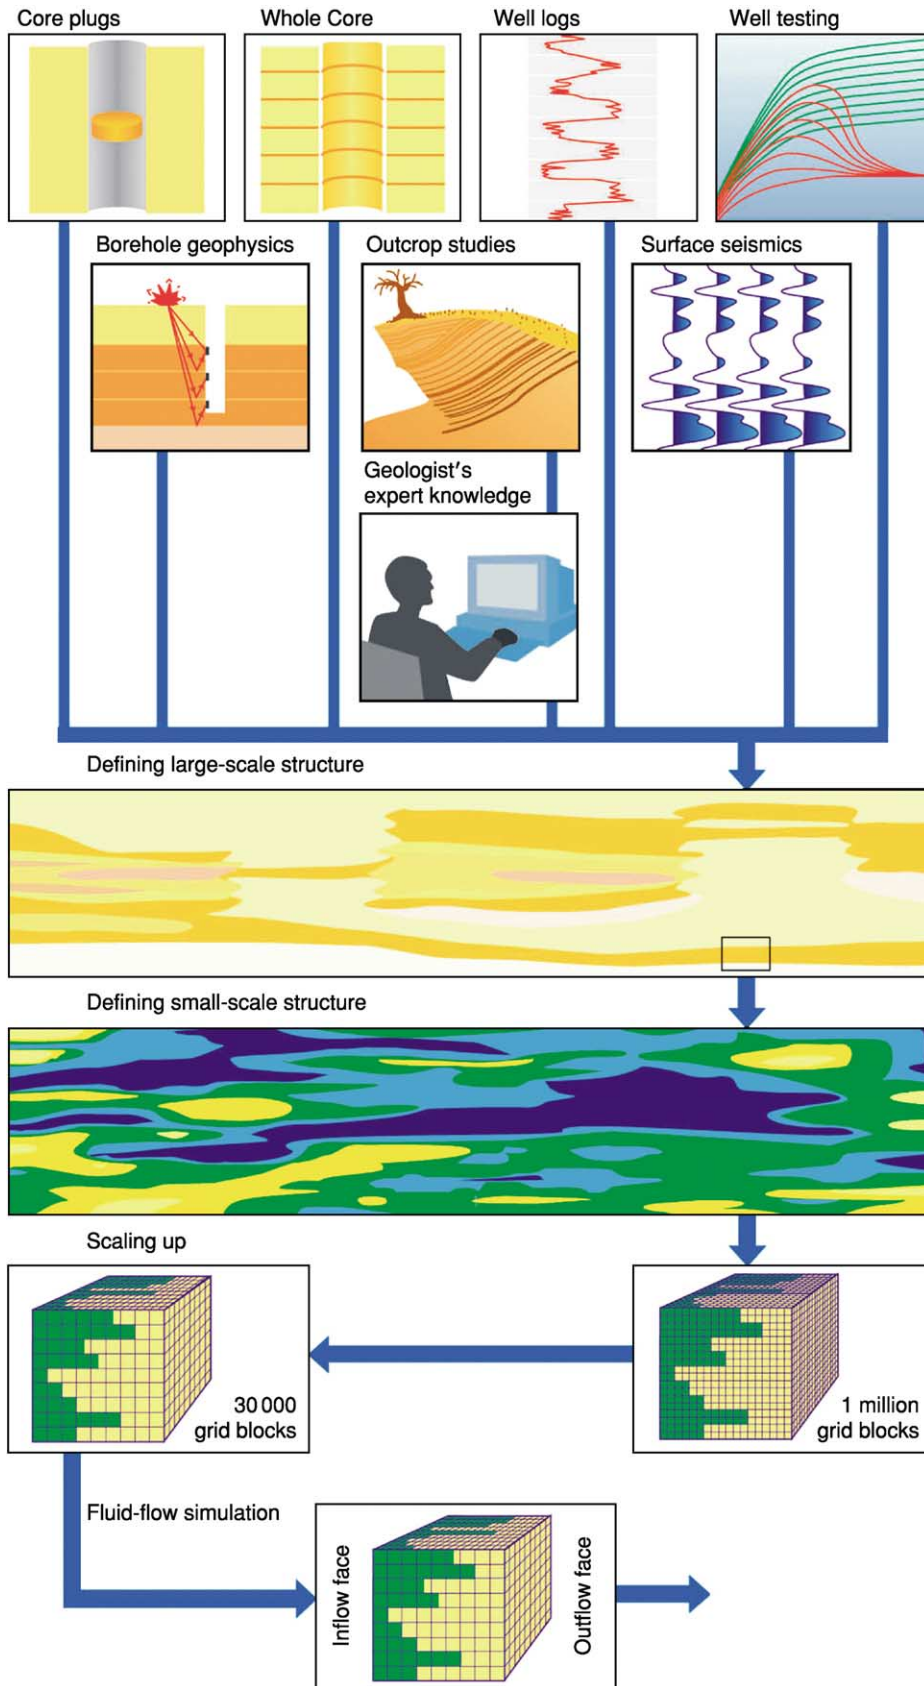 Core plugs
Whole Core
Well logs
Well testing
Borehole geophysics
Outcrop studies
Surface seismics
Geologist's
expert knowledge
Defining large-scale structure
Defining small-scale structure
Scaling up
30 000
grid blocks
1 million
grid blocks
Fluid-flow simulation
Inflow face
Outflow face